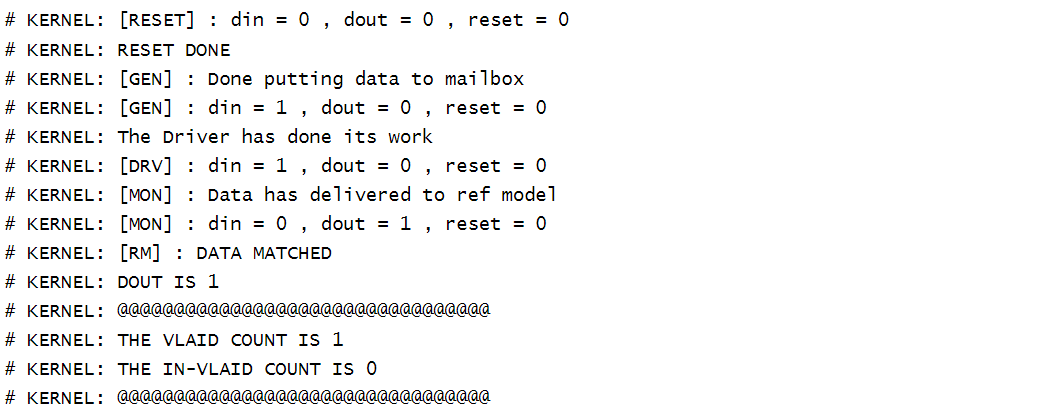 # KERNEL: [RESET] : din = 0 , dout = 0 , reset = 0
# KERNEL: RESET DONE
# KERNEL: [GEN] : Done putting data to mailbox
# KERNEL: [GEN] : din = 1 , dout = 0 , reset = 0
# KERNEL: The Driver has done its work
# KERNEL: [DRV] : din = 1 , dout = 0 , reset = 0
# KERNEL: [MON] : Data has delivered to ref model
# KERNEL: [MON] : din = 0 , dout = 1 , reset = 0
# KERNEL: [RM] : DATA MATCHED
# KERNEL: DOUT IS 1
# KERNEL: @@@@@@@@@@@@@@@@@@@@@@@@@@@@@@@@@
# KERNEL: THE VLAID COUNT IS 1
# KERNEL: THE IN-VLAID COUNT IS 0
# KERNEL: @@@@@@@@@@@@@@@@@@@@@@@@@@@@@@@@@